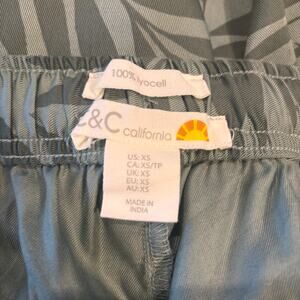 100% lyocell
C&C california
US: XS
CA: XS/TP
UK: XS
EU: XS
AU: XS
MADE IN
INDIA